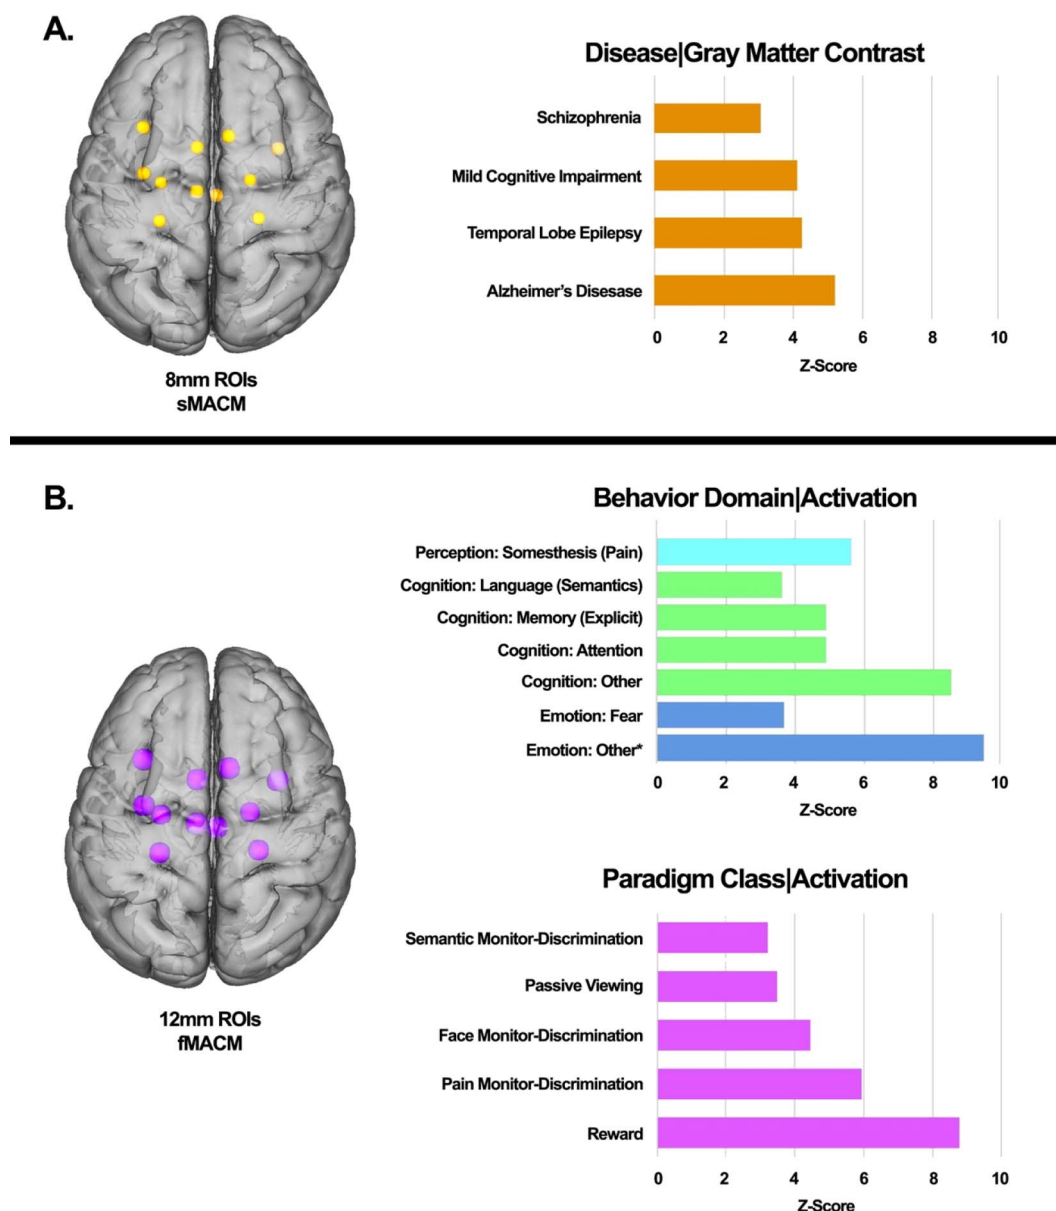 A.
Disease|Gray Matter Contrast
Schizophrenia
Mild Cognitive Impairment
Temporal Lobe Epilepsy
Alzheimer's Disesase
0 2 4 6 8 10
Z-Score
8mm ROIs
sMACM
B.
Behavior Domain|Activation
Perception: Somesthesis (Pain)
Cognition: Language (Semantics)
Cognition: Memory (Explicit)
Cognition: Attention
Cognition: Other
Emotion: Fear
Emotion: Other*
0 2 4 6 8 10
Z-Score
12mm ROIs
fMACM
Paradigm Class|Activation
Semantic Monitor-Discrimination
Passive Viewing
Face Monitor-Discrimination
Pain Monitor-Discrimination
Reward
0 2 4 6 8 10
Z-Score